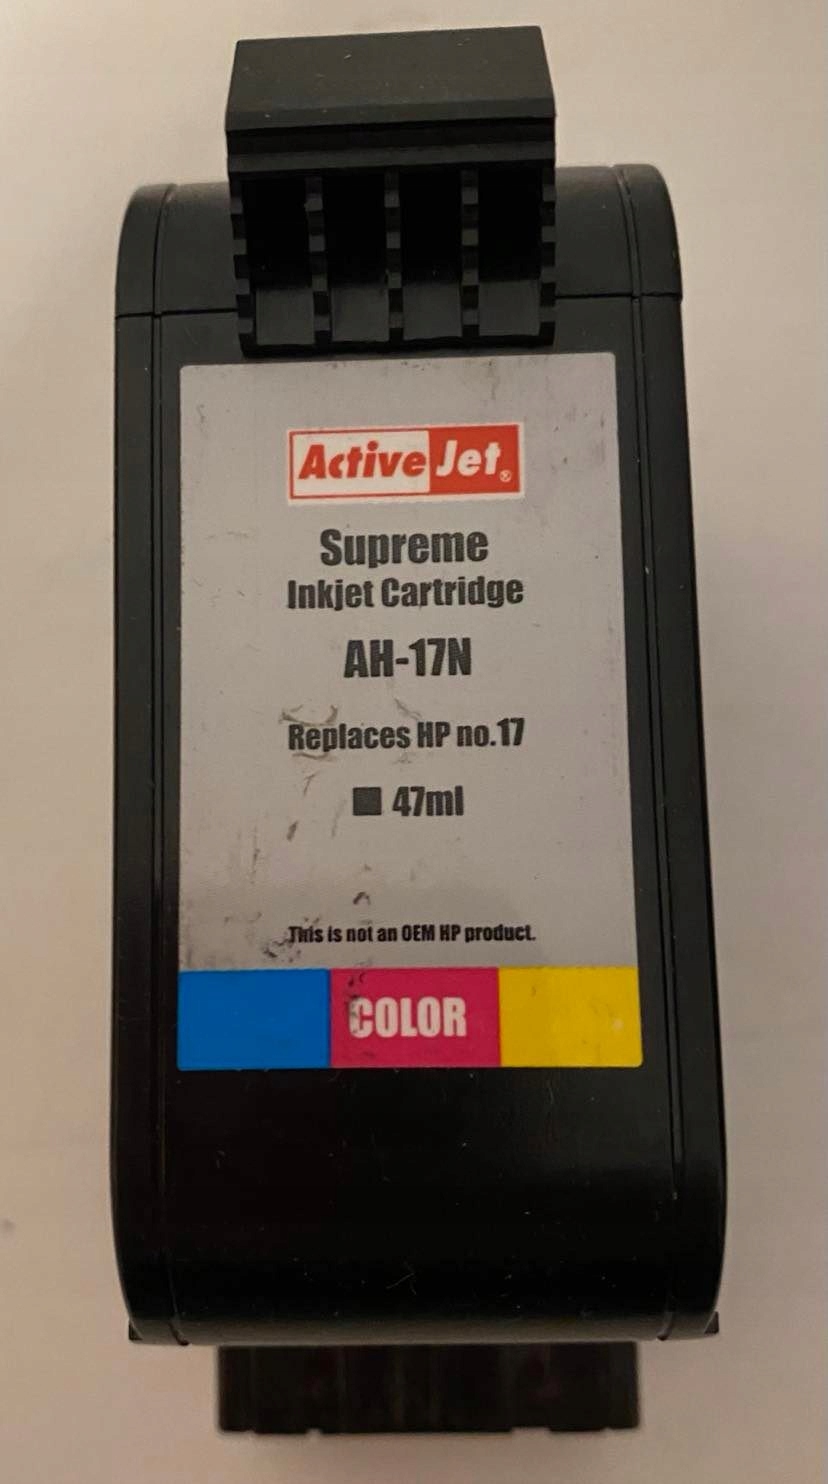 ActiveJet®
Supreme
Inkjet Cartridge
AH-17N
Replaces HP no.17
47ml
This is not an OEM HP product.
COLOR